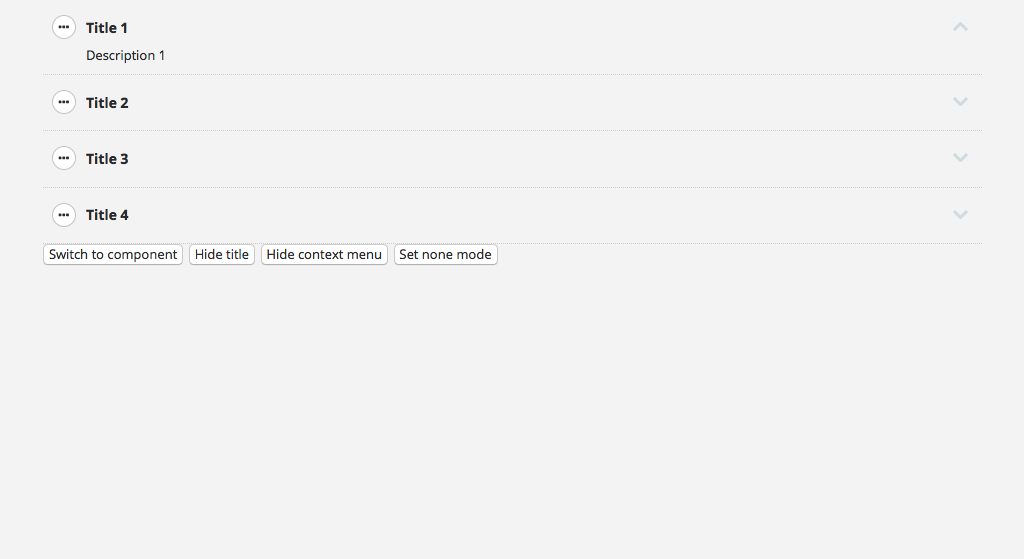 Title 1
Description 1
Title 2
Title 3
Title 4
Switch to component Hide title Hide context menu Set none mode